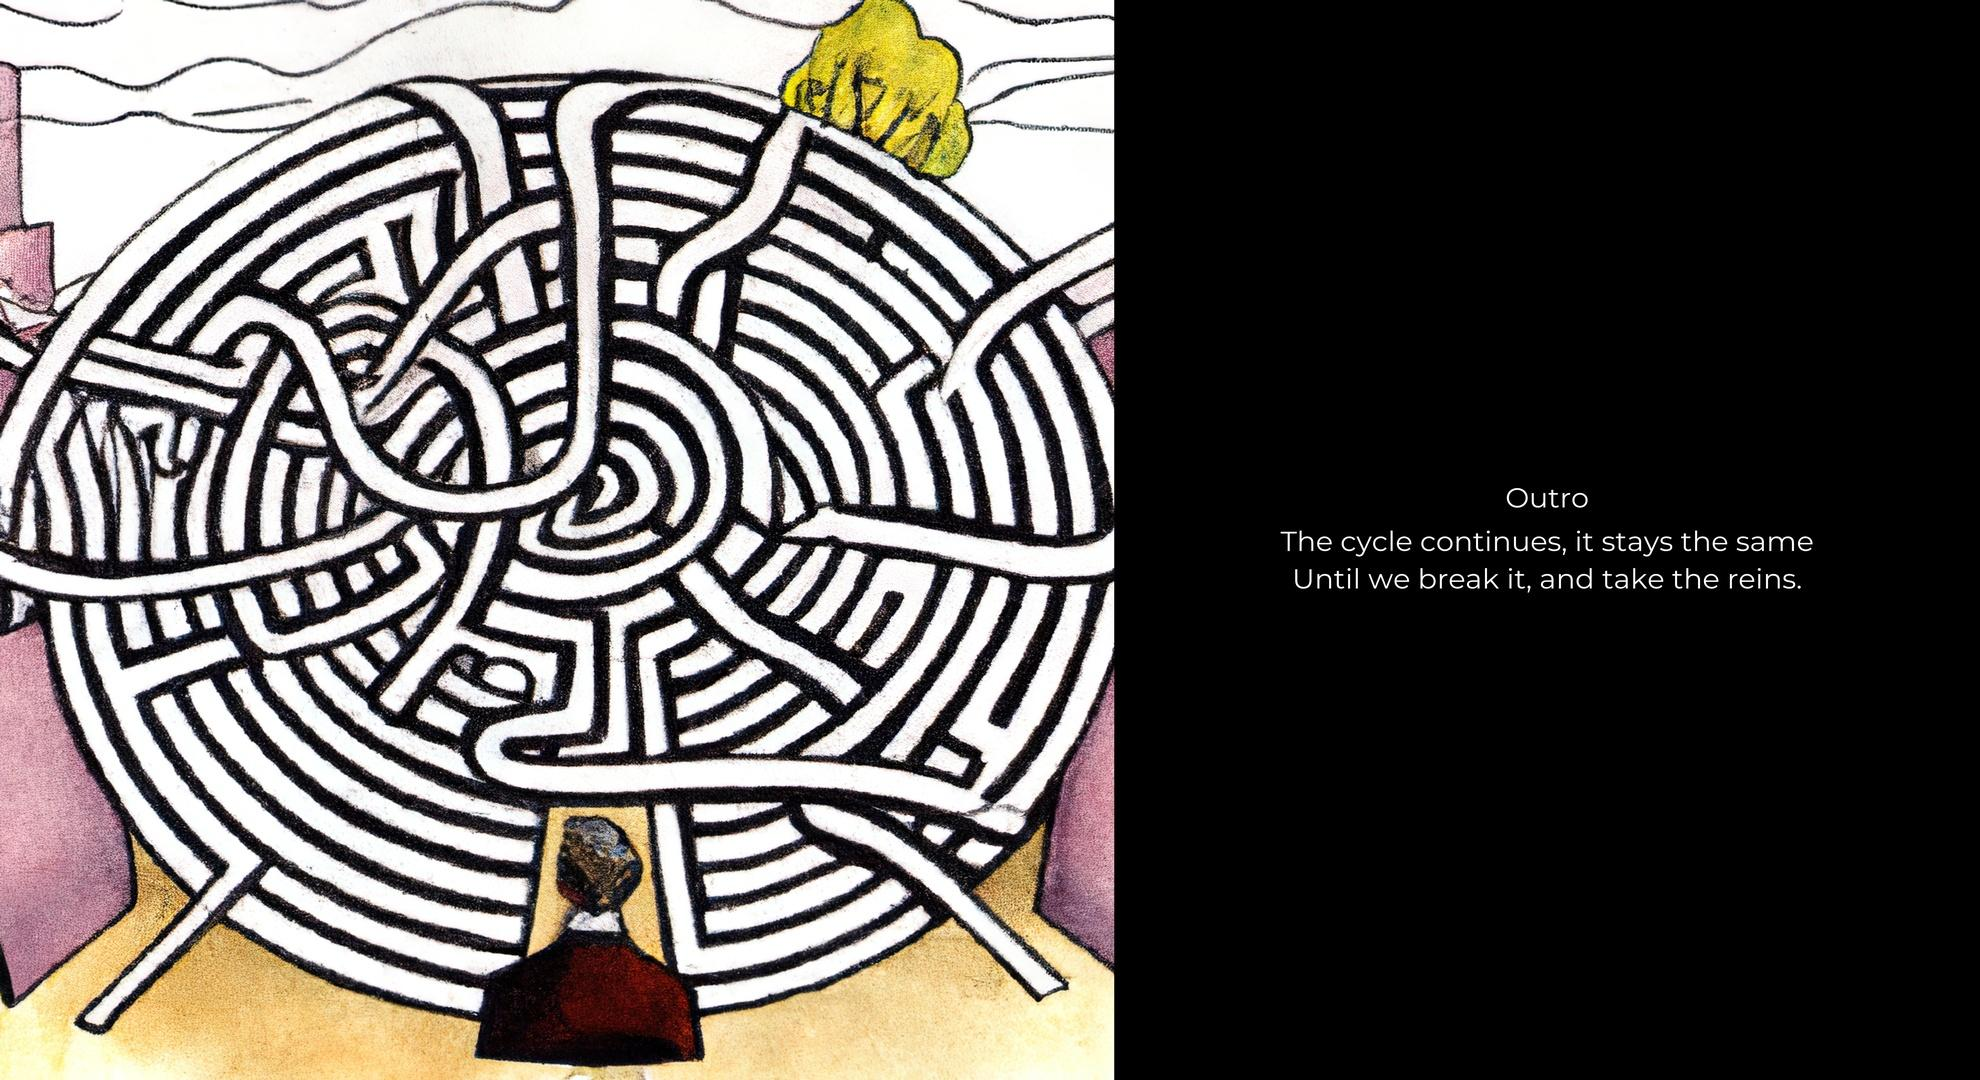 Outro
The cycle continues, it stays the same
Until we break it, and take the reins.